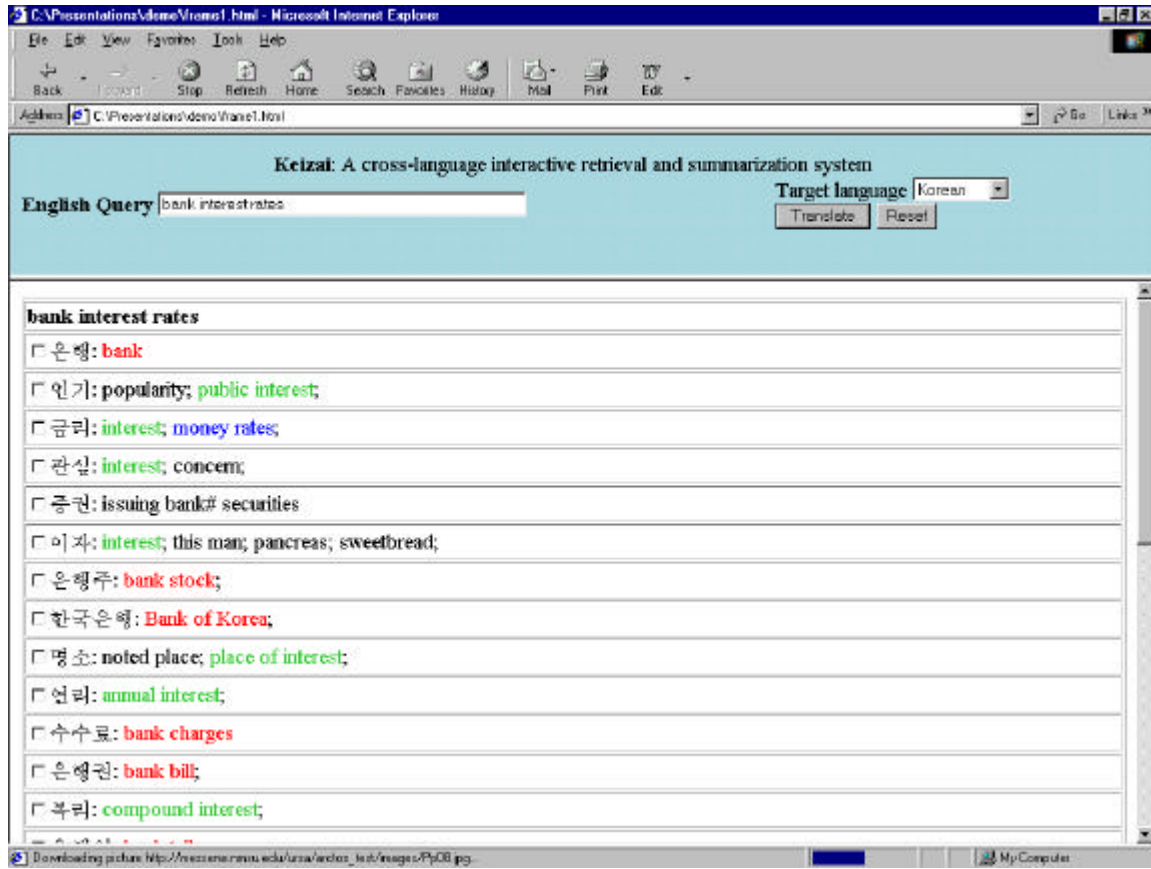 C:\Presentations\demo\frame1.html - Microsoft Internet Explorer
File Edit View Favorites Tools Help
Back Forward Stop Refresh Home Search Favorites History Mail Print Edit
Address C:\Presentations\demo\frame1.html Go Links »
Keizai: A cross-language interactive retrieval and summarization system
English Query bank interest rates Target language Korean
Translate Reset
bank interest rates
은행: bank
인기: popularity; public interest;
금리: interest; money rates;
관심: interest; concern;
증권: issuing bank# securities
이자: interest; this man; pancreas; sweetbread;
은행주: bank stock;
한국은행: Bank of Korea;
명소: noted place; place of interest;
연리: annual interest;
수수료: bank charges
은행권: bank bill;
복리: compound interest;
Downloading picture My Computer